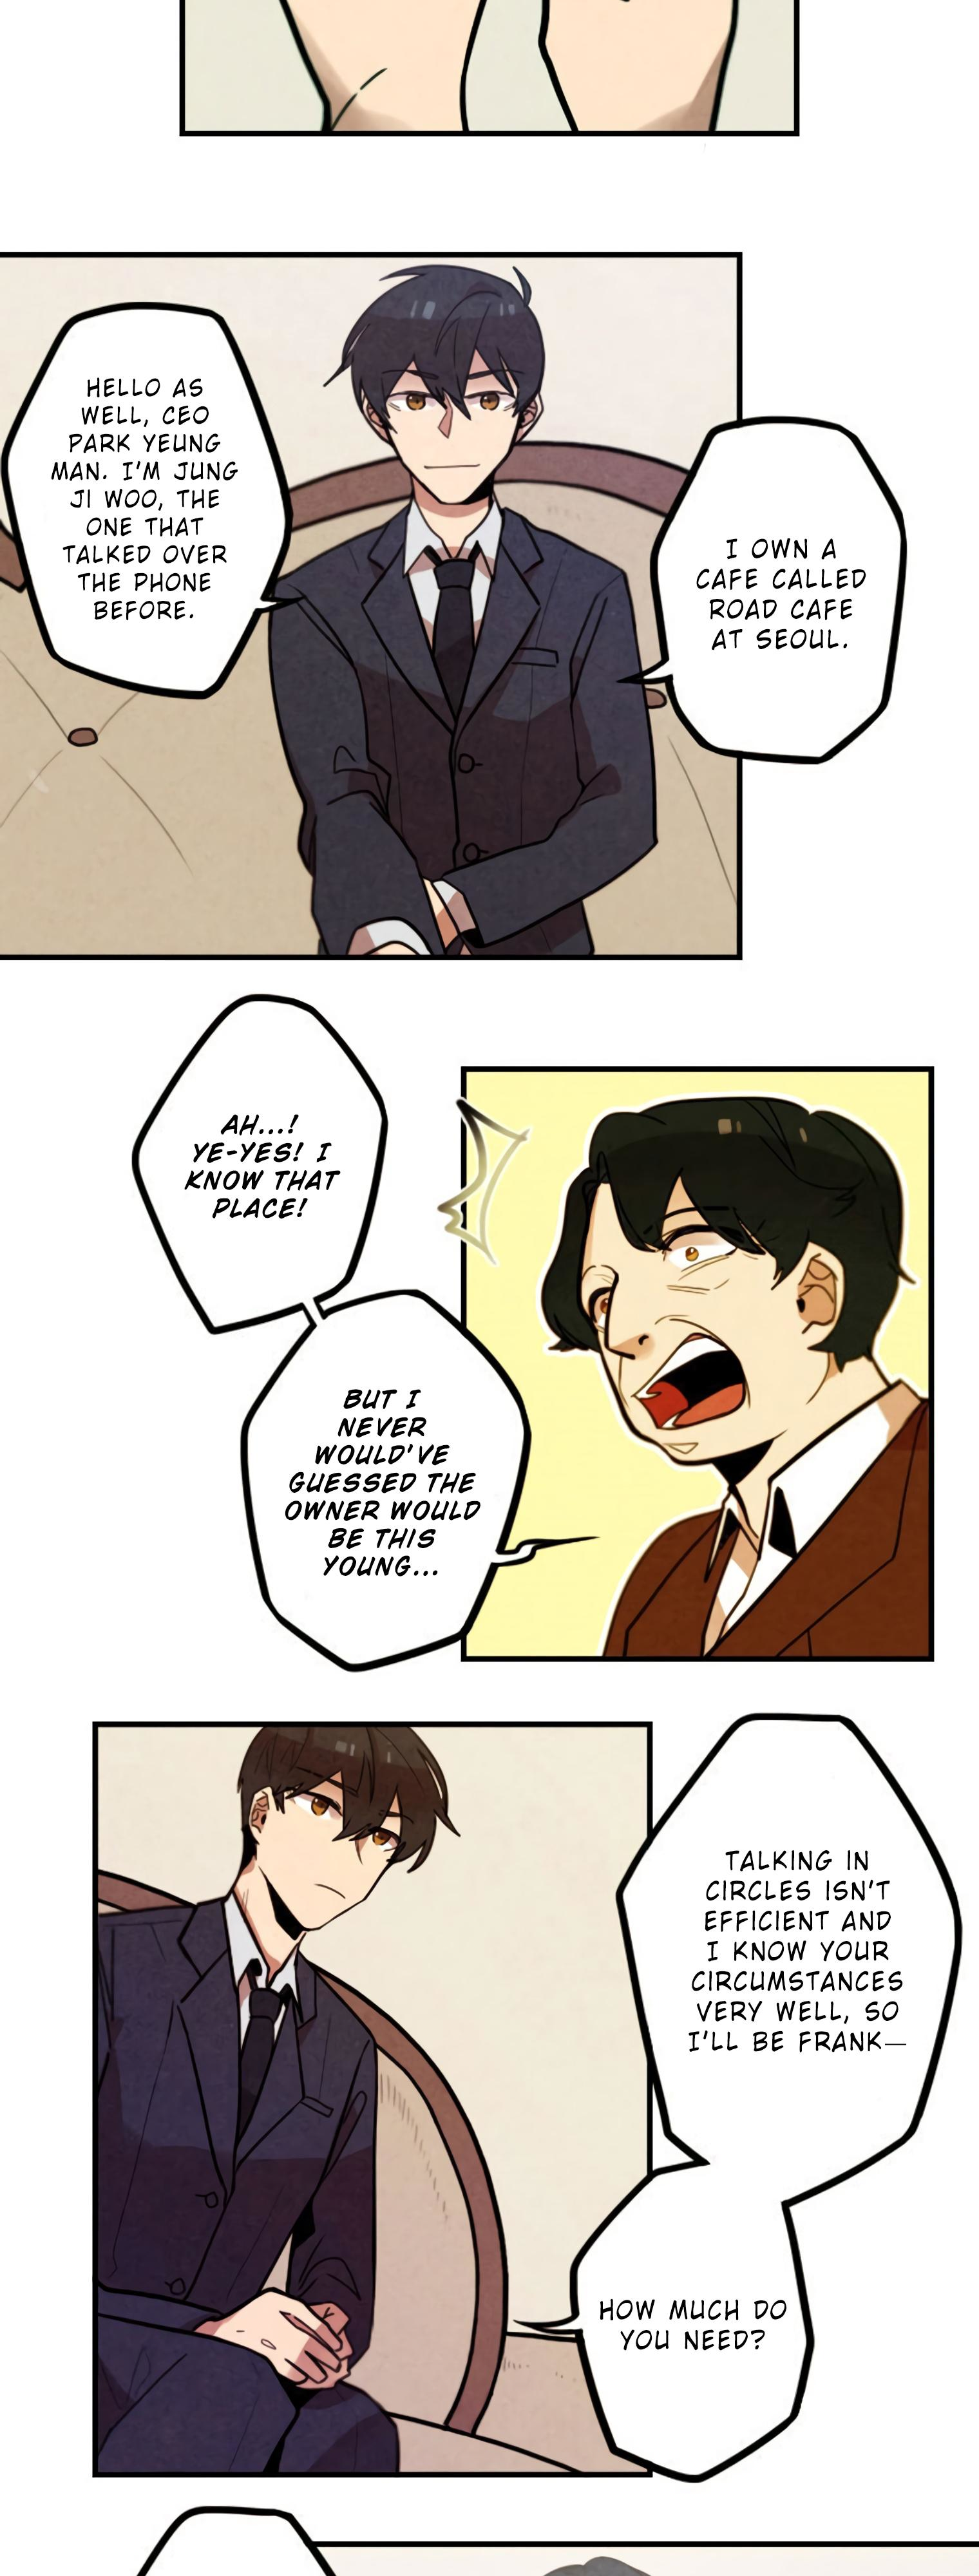 HELLO AS
WELL, CEO
PARK YEUNG
MAN. I'M JUNG
JI WOO, THE
ONE THAT
TALKED OVER
THE PHONE
BEFORE.
I OWN A
CAFE CALLED
ROAD CAFE
AT SEOUL.
AH...!
YE-YES! I
KNOW THAT
PLACE!
BUT I
NEVER
WOULD'VE
GUESSED THE
OWNER WOULD
BE THIS
YOUNG...
TALKING IN
CIRCLES ISN'T
EFFICIENT AND
I KNOW YOUR
CIRCUMSTANCES
VERY WELL, SO
I'LL BE FRANK—
HOW MUCH DO
YOU NEED?